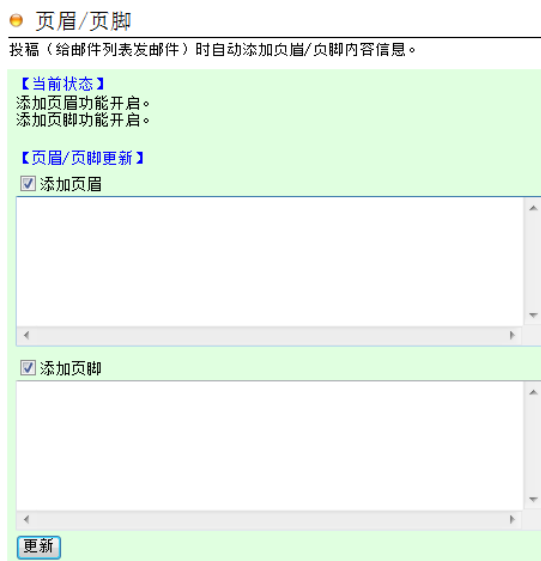 页眉/页脚
投稿（给邮件列表发邮件）时自动添加页眉/页脚内容信息。
【当前状态】
添加页眉功能开启。
添加页脚功能开启。
【页眉/页脚更新】
添加页眉
添加页脚
更新